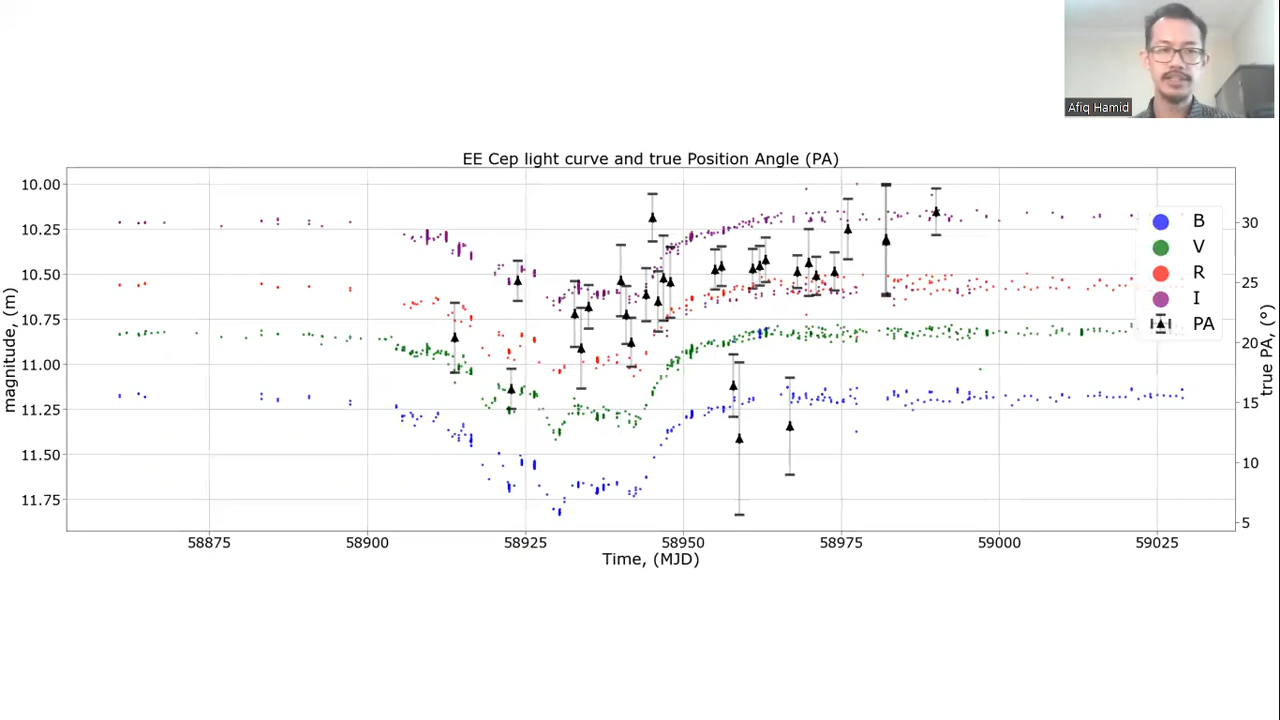 Afiq Hamid
EE Cep light curve and true Position Angle (PA)
magnitude, (m)
10.00
10.25
10.50
10.75
11.00
11.25
11.50
11.75
58875
58900
58925
58950
58975
59000
59025
Time, (MJD)
30
25
20
15
10
5
true PA, (°)
B
V
R
I
PA